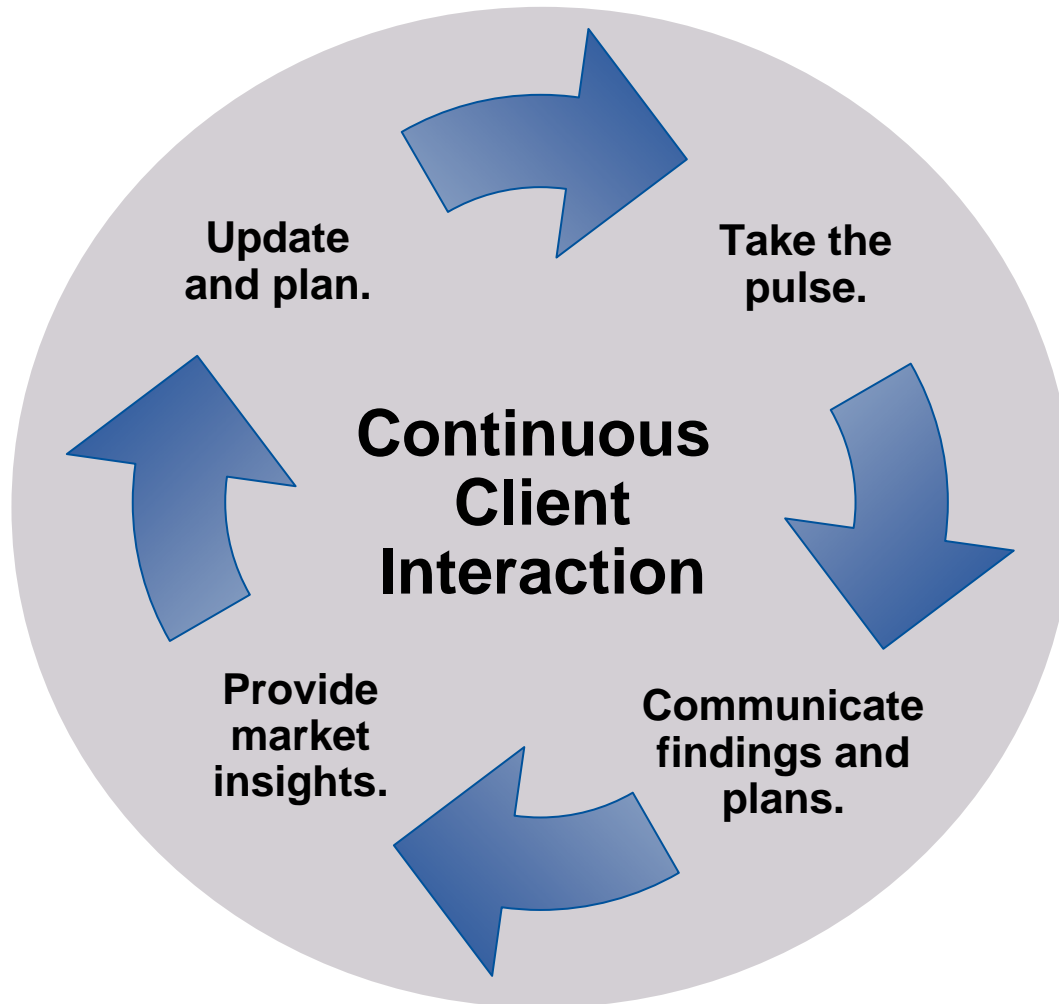 Update
and plan.
Take the
pulse.
Continuous
Client
Interaction
Provide
market
insights.
Communicate
findings and
plans.